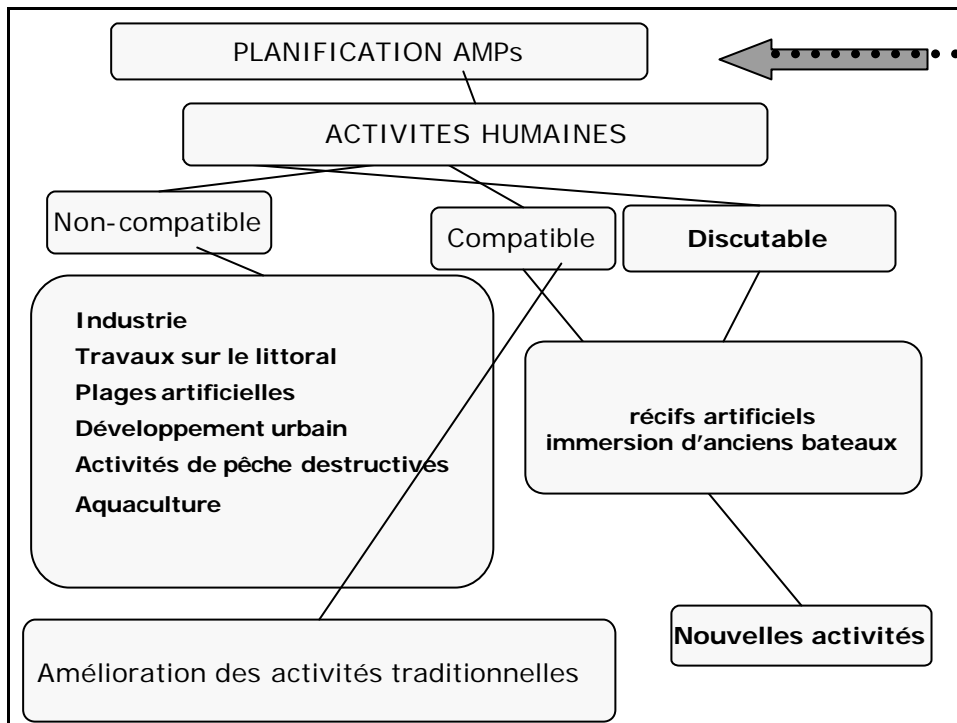 PLANIFICATION AMPs
ACTIVITES HUMAINES
Non-compatible
Compatible
Discutable
Industrie
Travaux sur le littoral
Plages artificielles
Développement urbain
Activités de pêche destructives
Aquaculture
récifs artificiels
immersion d'anciens bateaux
Nouvelles activités
Amélioration des activités traditionnelles